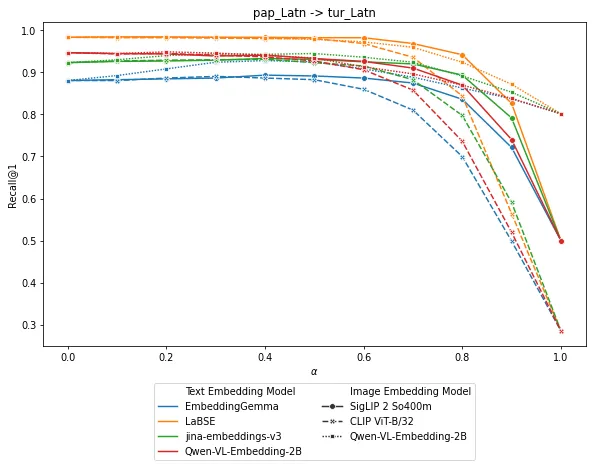 pap_Latn -> tur_Latn
Recall@1
1.0
0.9
0.8
0.7
0.6
0.5
0.4
0.3
0.0
0.2
0.4
0.6
0.8
1.0
α
Text Embedding Model
EmbeddingGemma
LaBSE
jina-embeddings-v3
Qwen-VL-Embedding-2B
Image Embedding Model
SigLIP 2 So400m
CLIP ViT-B/32
Qwen-VL-Embedding-2B